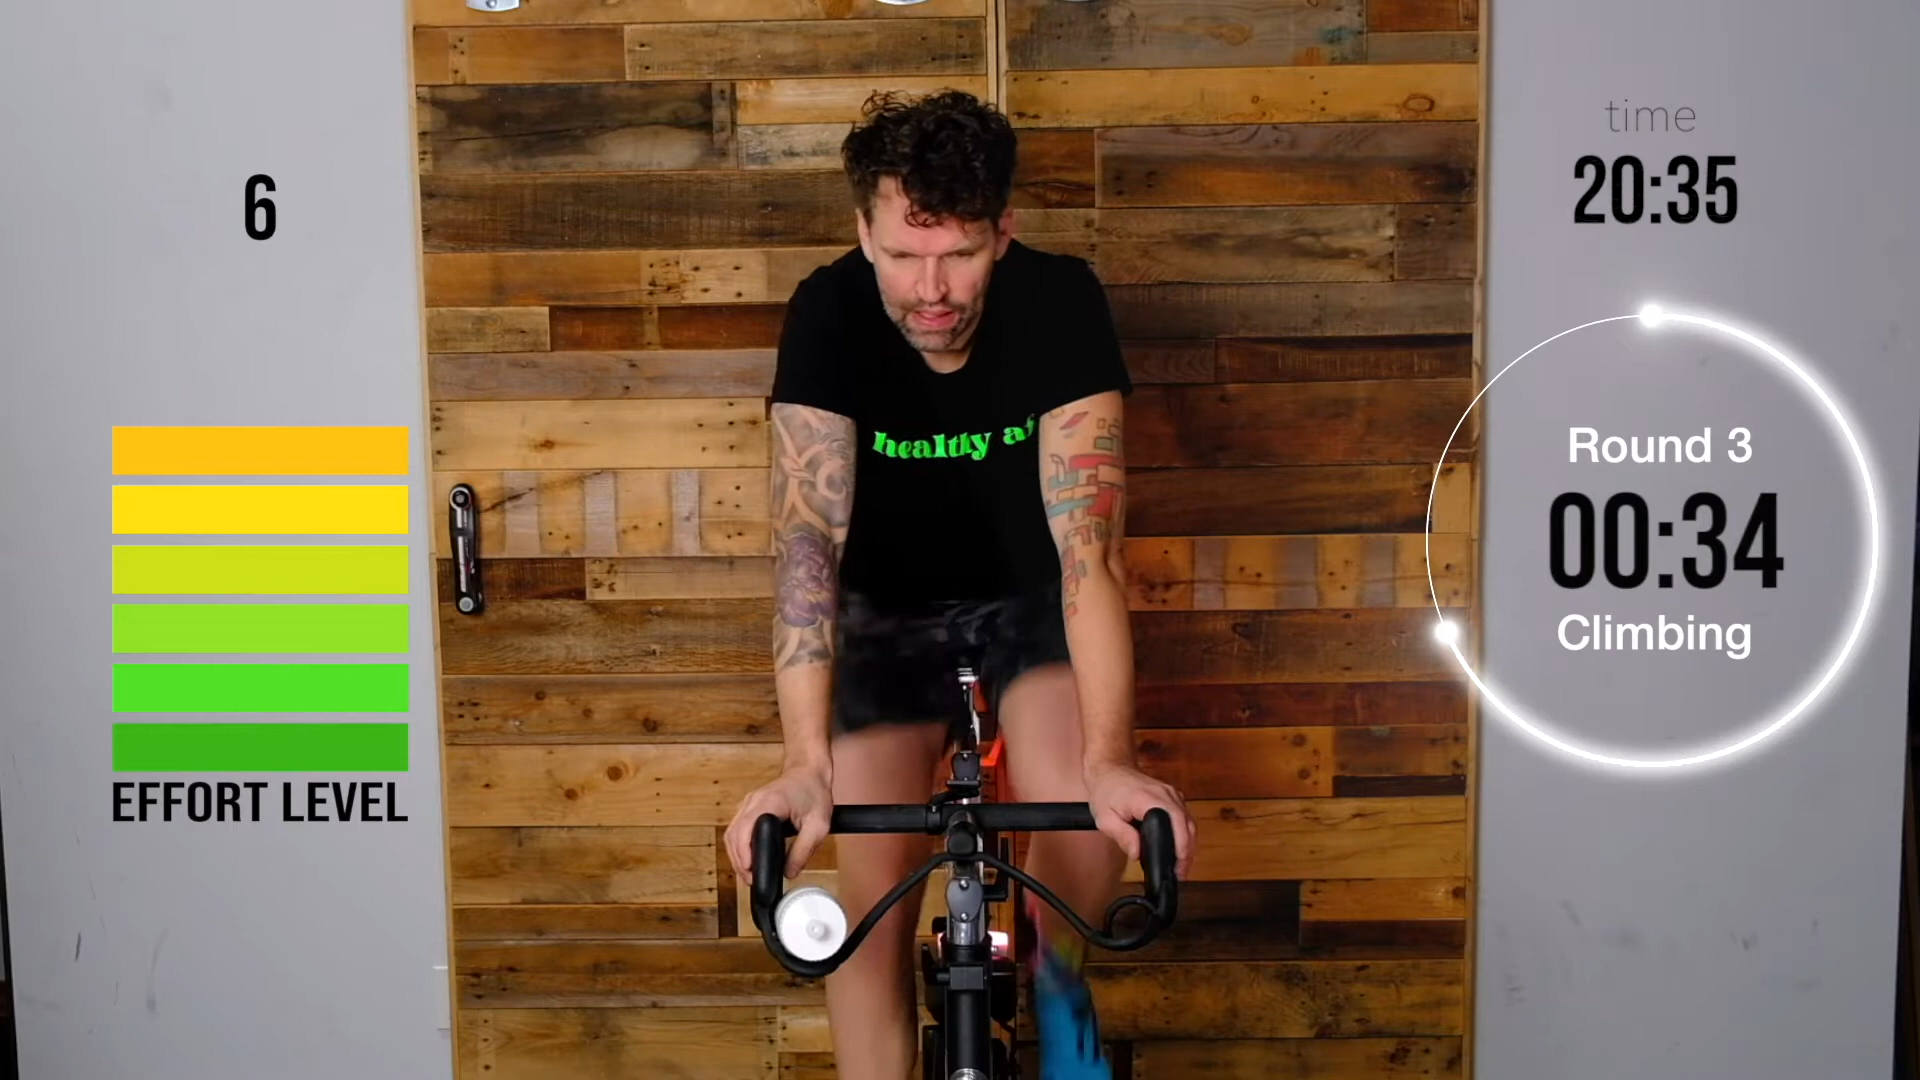 6
EFFORT LEVEL
healthy af
time
20:35
Round 3
00:34
Climbing